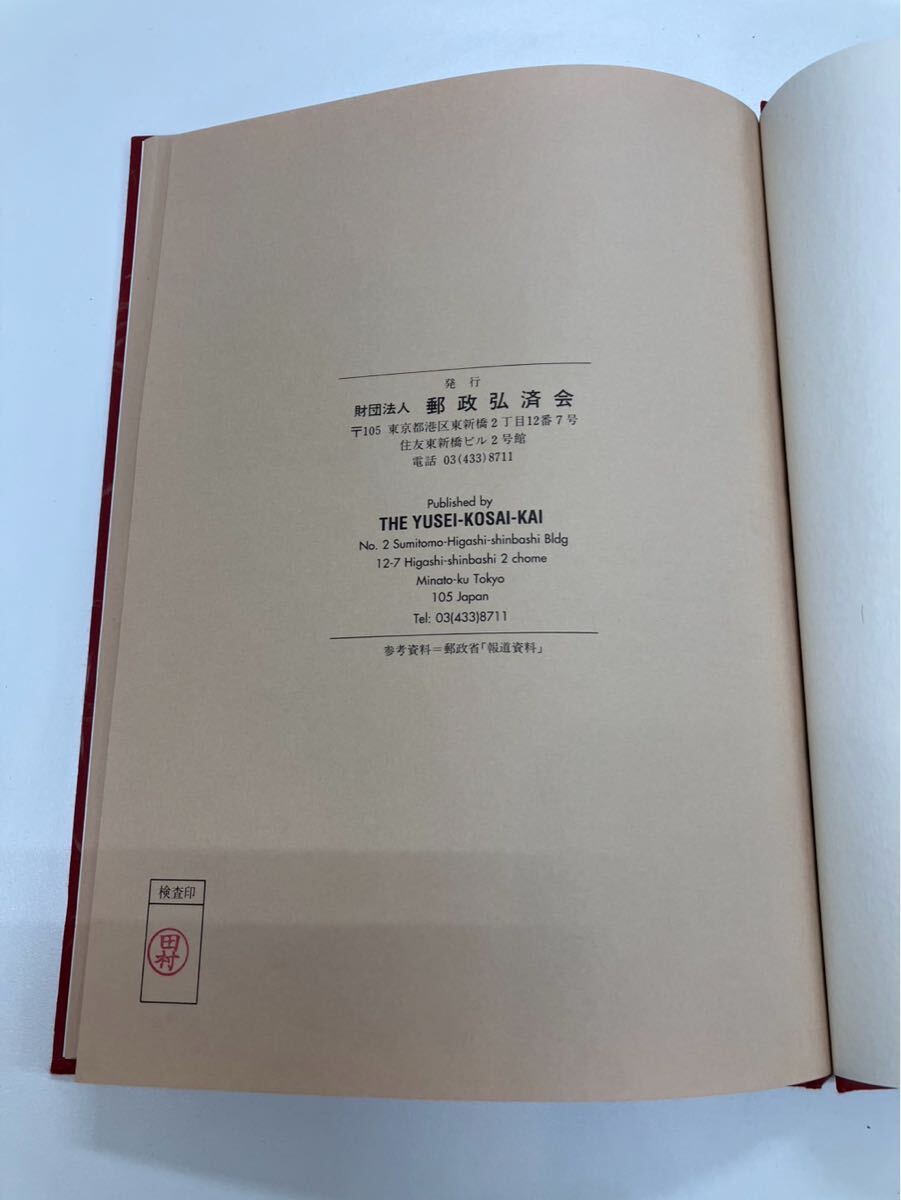 発行
財団法人 郵政弘済会
〒105 東京都港区東新橋2丁目12番7号
住友東新橋ビル2号館
電話 03(433)8711
Published by
THE YUSEI-KOSAI-KAI
No. 2 Sumitomo-Higashi-shinbashi Bldg
12-7 Higashi-shinbashi 2 chome
Minato-ku Tokyo
105 Japan
Tel: 03(433)8711
参考資料=郵政省「報道資料」
検査印
田村